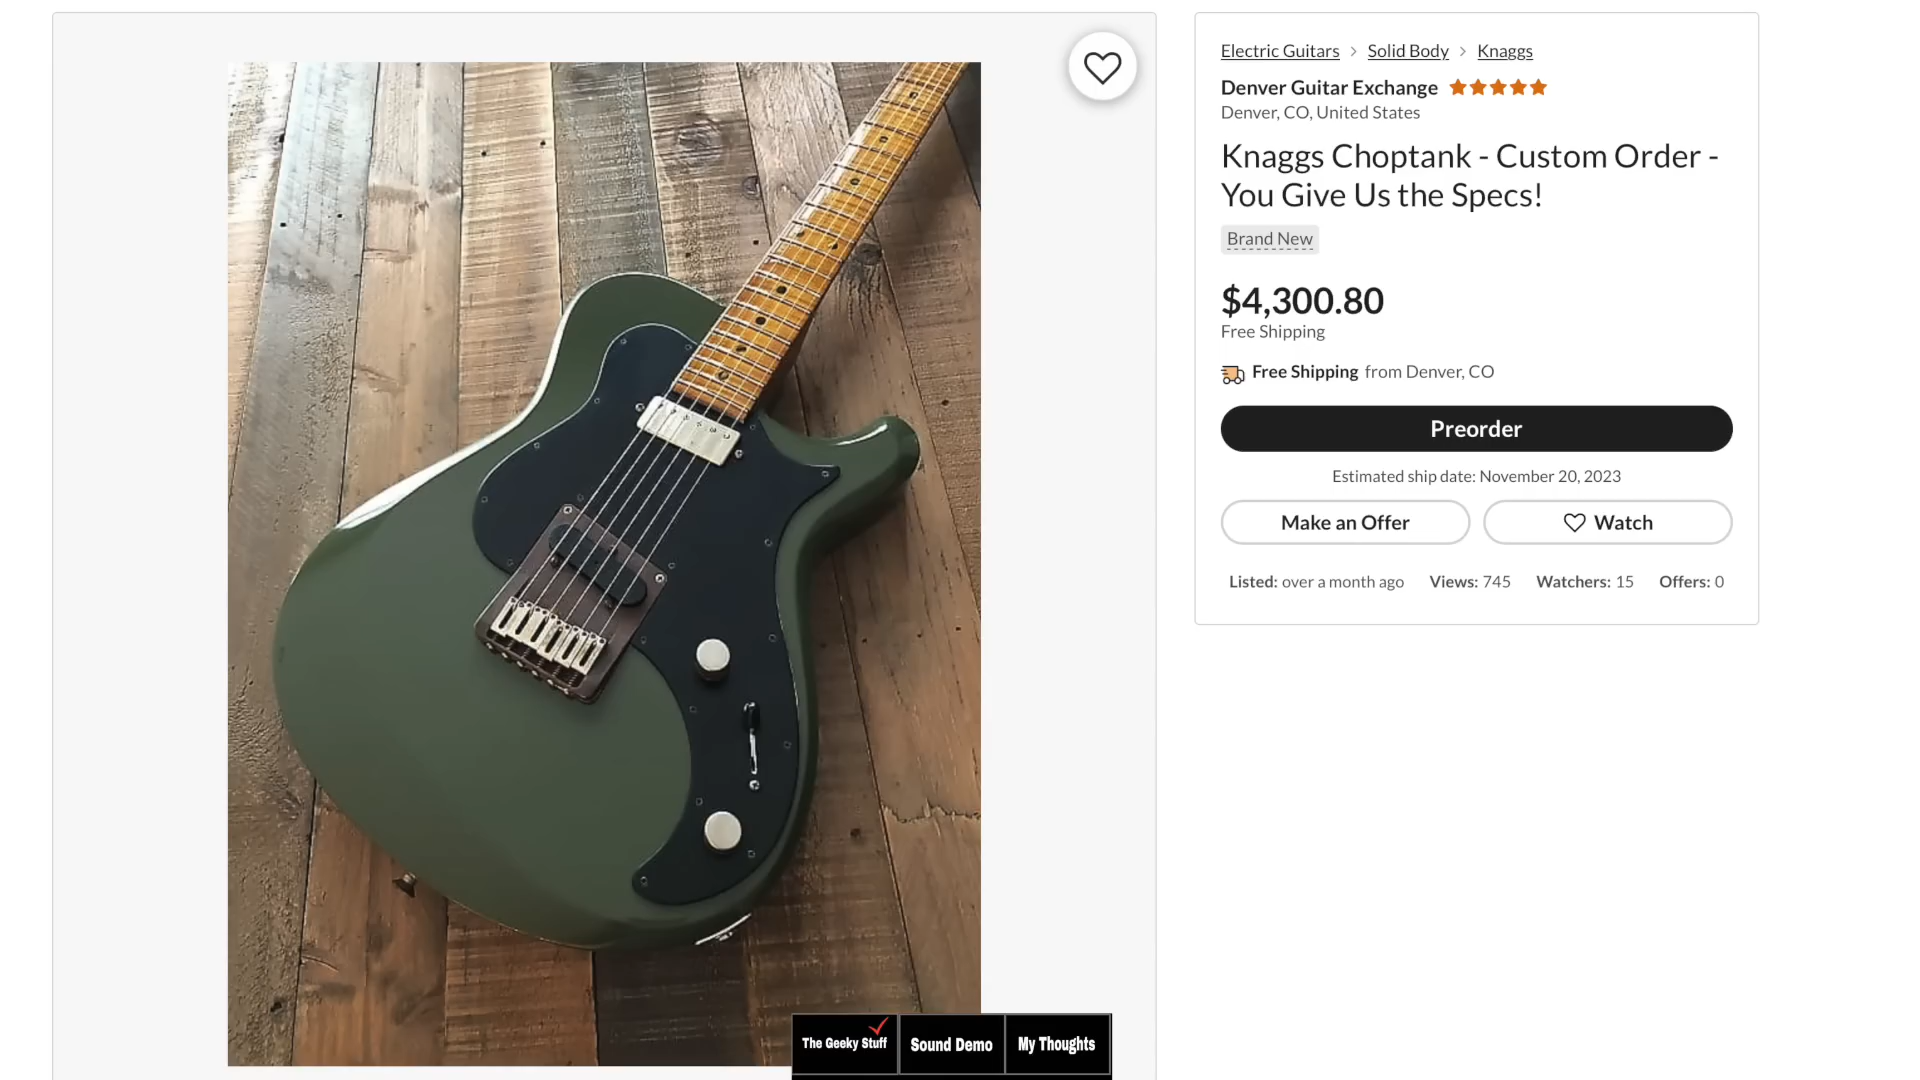 Electric Guitars > Solid Body > Knaggs
Denver Guitar Exchange
Denver, CO, United States
Knaggs Choptank - Custom Order -
You Give Us the Specs!
Brand New
$4,300.80
Free Shipping
Free Shipping from Denver, CO
Preorder
Estimated ship date: November 20, 2023
Make an Offer
Watch
Listed: over a month ago Views: 745 Watchers: 15 Offers: 0
The Geeky Stuff
Sound Demo
My Thoughts